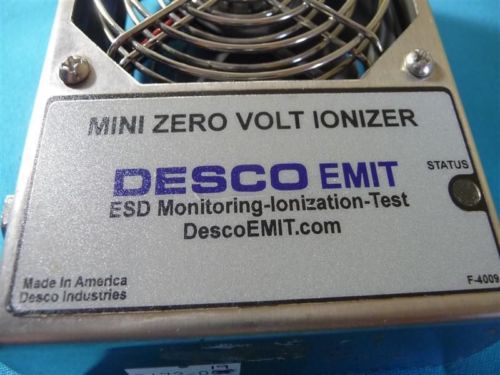 MINI ZERO VOLT IONIZER
DESCO EMIT
STATUS
ESD Monitoring-Ionization-Test
DescoEMIT.com
Made in America
Desco Industries
F-4009